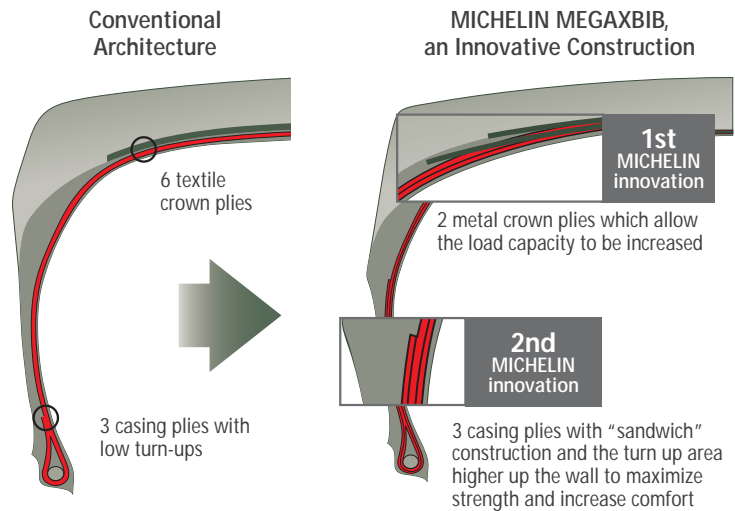 Conventional
Architecture
6 textile
crown plies
3 casing plies with
low turn-ups
MICHELIN MEGAXBIB,
an Innovative Construction
1st
MICHELIN
innovation
2 metal crown plies which allow
the load capacity to be increased
2nd
MICHELIN
innovation
3 casing plies with “sandwich”
construction and the turn up area
higher up the wall to maximize
strength and increase comfort